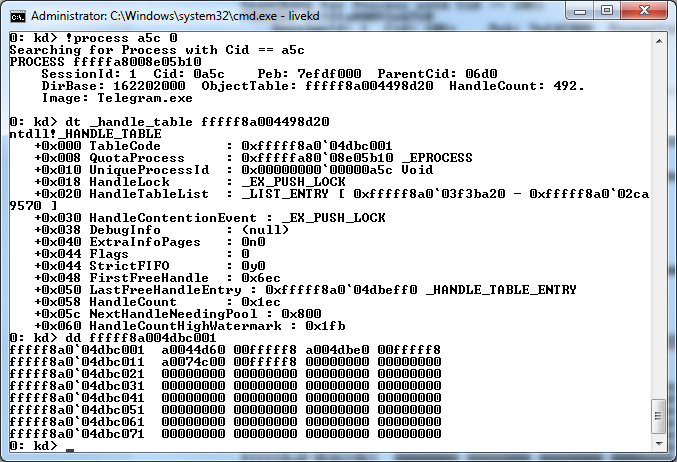 Administrator: C:\Windows\system32\cmd.exe - livekd
0: kd> !process a5c 0
Searching for Process with Cid == a5c
PROCESS fffffa8008e05b10
    SessionId: 1  Cid: 0a5c    Peb: 7efdf000  ParentCid: 06d0
    DirBase: 162202000  ObjectTable: fffff8a004498d20  HandleCount: 492.
    Image: Telegram.exe
0: kd> dt _handle_table fffff8a004498d20
ntdll!_HANDLE_TABLE
   +0x000 TableCode        : 0xfffff8a0`04dbc001
   +0x008 QuotaProcess     : 0xfffffa80`08e05b10 _EPROCESS
   +0x010 UniqueProcessId  : 0x00000000`00000a5c Void
   +0x018 HandleLock       : _EX_PUSH_LOCK
   +0x020 HandleTableList  : _LIST_ENTRY [ 0xfffff8a0`03f3ba20 - 0xfffff8a0`02ca
9570 ]
   +0x030 HandleContentionEvent : _EX_PUSH_LOCK
   +0x038 DebugInfo        : (null)
   +0x040 ExtraInfoPages   : 0n0
   +0x044 Flags            : 0
   +0x044 StrictFIFO       : 0y0
   +0x048 FirstFreeHandle  : 0x6ec
   +0x050 LastFreeHandleEntry : 0xfffff8a0`04dbeff0 _HANDLE_TABLE_ENTRY
   +0x058 HandleCount      : 0x1ec
   +0x05c NextHandleNeedingPool : 0x800
   +0x060 HandleCountHighWatermark : 0x1fb
0: kd> dd fffff8a004dbc001
fffff8a0`04dbc001  a0044d60 00fffff8 a004dbe0 00fffff8
fffff8a0`04dbc011  a0074c00 00fffff8 00000000 00000000
fffff8a0`04dbc021  00000000 00000000 00000000 00000000
fffff8a0`04dbc031  00000000 00000000 00000000 00000000
fffff8a0`04dbc041  00000000 00000000 00000000 00000000
fffff8a0`04dbc051  00000000 00000000 00000000 00000000
fffff8a0`04dbc061  00000000 00000000 00000000 00000000
fffff8a0`04dbc071  00000000 00000000 00000000 00000000
0: kd> _